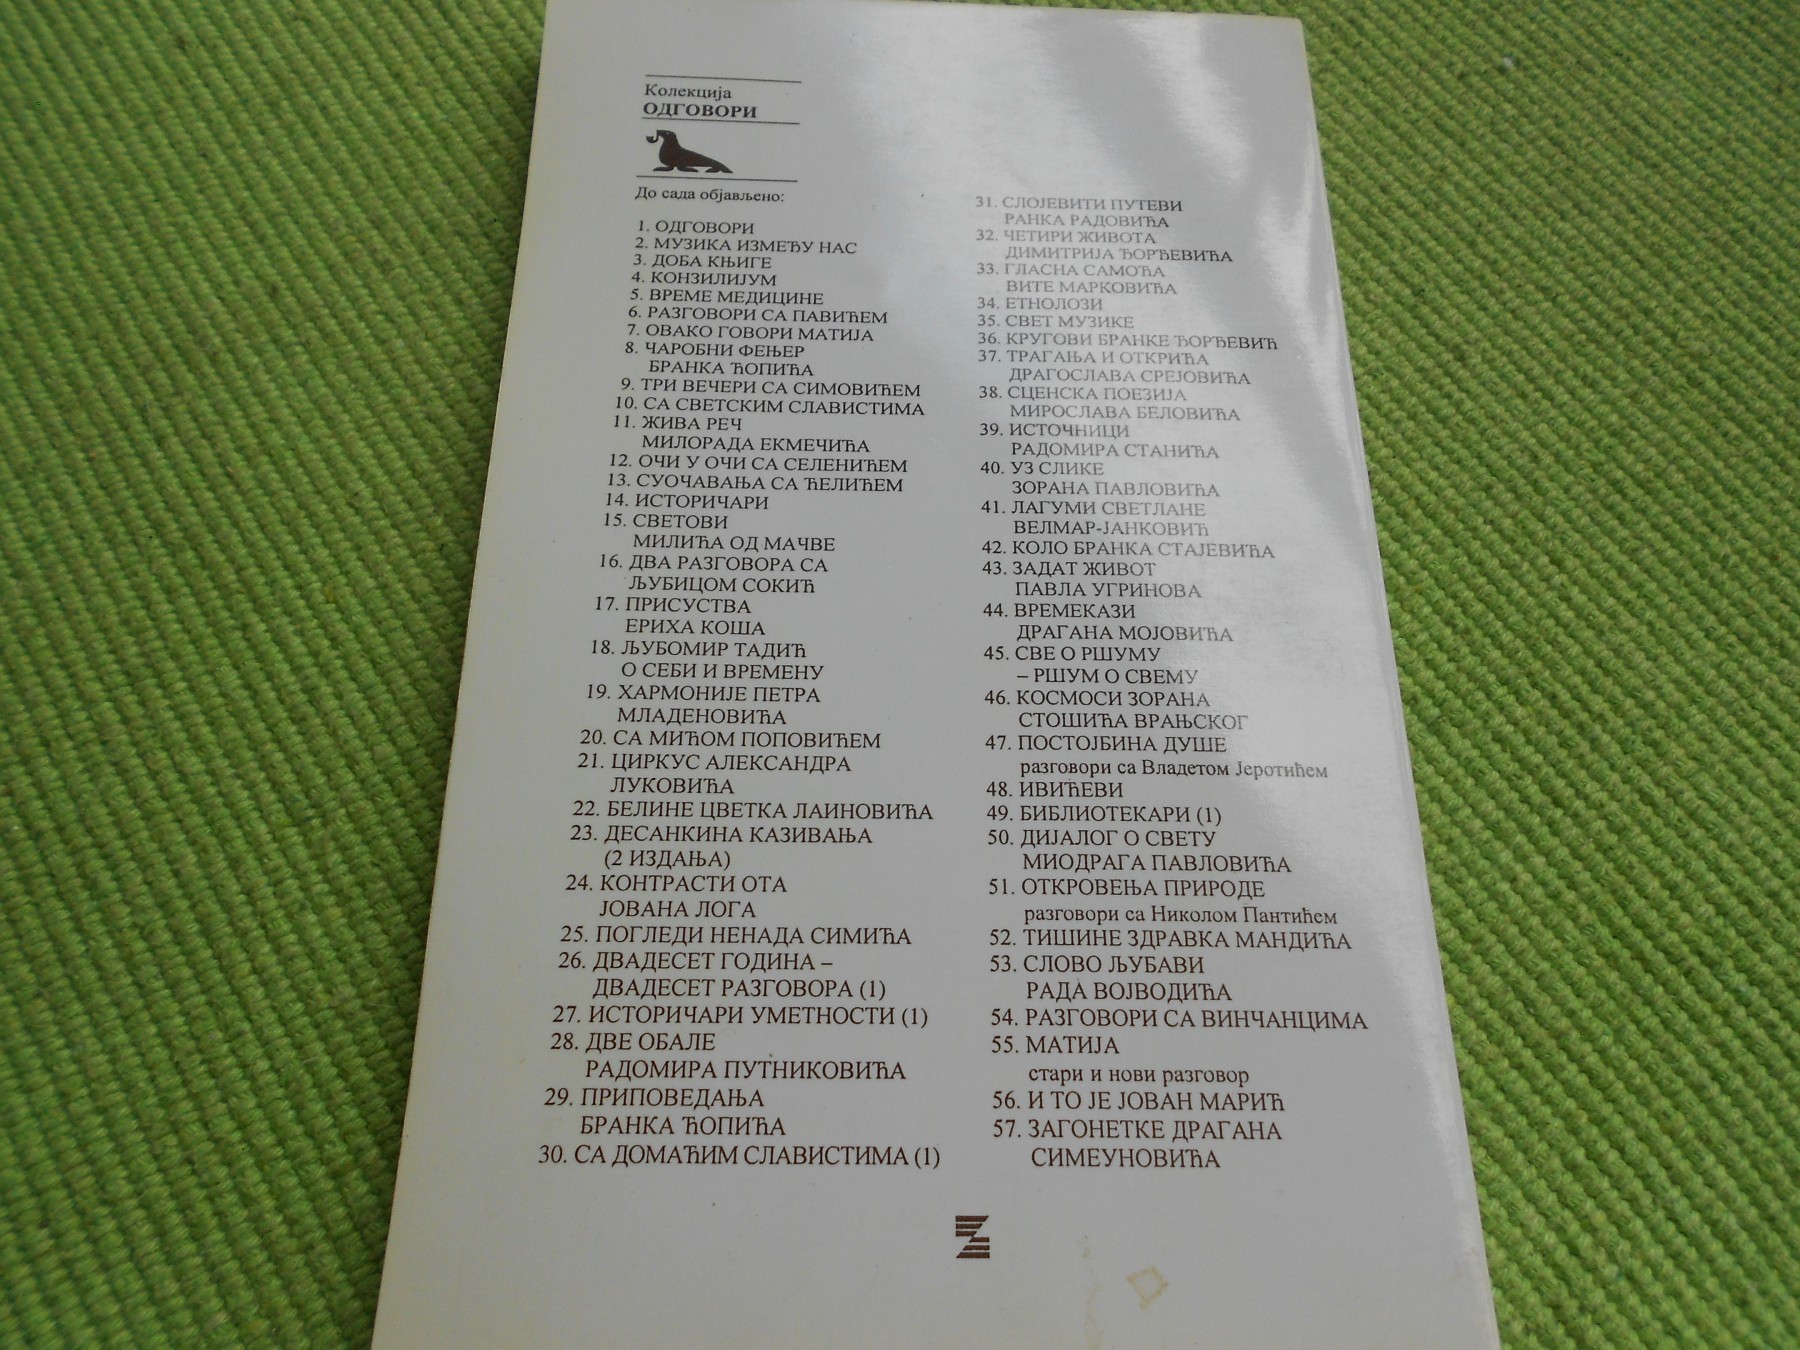 Колекција
ОДГОВОРИ
До сада објављено:
1. ОДГОВОРИ
2. МУЗИКА ИЗМЕЂУ НАС
3. ДОБА КЊИГЕ
4. КОНЗИЛИЈУМ
5. ВРЕМЕ МЕДИЦИНЕ
6. РАЗГОВОРИ СА ПАВИЋЕМ
7. ОВАКО ГОВОРИ МАТИЈА
8. ЧАРОБНИ ФЕЊЕР
БРАНКА ЋОПИЋА
9. ТРИ ВЕЧЕРИ СА СИМОВИЋЕМ
10. СА СВЕТСКИМ СЛАВИСТИМА
11. ЖИВА РЕЧ
МИЛОРАДА ЕКМЕЧИЋА
12. ОЧИ У ОЧИ СА СЕЛЕНИЋЕМ
13. СУОЧАВАЊА СА ЋЕЛИЋЕМ
14. ИСТОРИЧАРИ
15. СВЕТОВИ
МИЛИЋА ОД МАЧВЕ
16. ДВА РАЗГОВОРА СА
ЉУБИЦОМ СОКИЋ
17. ПРИСУСТВА
ЕРИХА КОША
18. ЉУБОМИР ТАДИЋ
О СЕБИ И ВРЕМЕНУ
19. ХАРМОНИЈЕ ПЕТРА
МЛАДЕНОВИЋА
20. СА МИЋОМ ПОПОВИЋЕМ
21. ЦИРКУС АЛЕКСАНДРА
ЛУКОВИЋА
22. БЕЛИНЕ ЦВЕТКА ЛАИНОВИЋА
23. ДЕСАНКИНА КАЗИВАЊА
(2 ИЗДАЊА)
24. КОНТРАСТИ ОТА
ЈОВАНА ЛОГА
25. ПОГЛЕДИ НЕНАДА СИМИЋА
26. ДВАДЕСЕТ ГОДИНА –
ДВАДЕСЕТ РАЗГОВОРА (1)
27. ИСТОРИЧАРИ УМЕТНОСТИ (1)
28. ДВЕ ОБАЛЕ
РАДОМИРА ПУТНИКОВИЋА
29. ПРИПОВЕДАЊА
БРАНКА ЋОПИЋА
30. СА ДОМАЋИМ СЛАВИСТИМА (1)
31. СЛОЈЕВИТИ ПУТЕВИ
РАНКА РАДОВИЋА
32. ЧЕТИРИ ЖИВОТА
ДИМИТРИЈА ЂОРЂЕВИЋА
33. ГЛАСНА САМОЋА
ВИТЕ МАРКОВИЋА
34. ЕТНОЛОЗИ
35. СВЕТ МУЗИКЕ
36. КРУГОВИ БРАНКЕ ЂОРЂЕВИЋ
37. ТРАГАЊА И ОТКРИЋА
ДРАГОСЛАВА СРЕЈОВИЋА
38. СЦЕНСКА ПОЕЗИЈА
МИРОСЛАВА БЕЛОВИЋА
39. ИСТОЧНИЦИ
РАДОМИРА СТАНИЋА
40. УЗ СЛИКЕ
ЗОРАНА ПАВЛОВИЋА
41. ЛАГУМИ СВЕТЛАНЕ
ВЕЛМАР-ЈАНКОВИЋ
42. КОЛО БРАНКА СТАЈЕВИЋА
43. ЗАДАТ ЖИВОТ
ПАВЛА УГРИНОВА
44. ВРЕМЕКАЗИ
ДРАГАНА МОЈОВИЋА
45. СВЕ О РШУМУ
– РШУМ О СВЕМУ
46. КОСМОСИ ЗОРАНА
СТОШИЋА ВРАЊСКОГ
47. ПОСТОЈБИНА ДУШЕ
разговори са Владетом Јеротићем
48. ИВИЋЕВИ
49. БИБЛИОТЕКАРИ (1)
50. ДИЈАЛОГ О СВЕТУ
МИОДРАГА ПАВЛОВИЋА
51. ОТКРОВЕЊА ПРИРОДЕ
разговори са Николом Пантићем
52. ТИШИНЕ ЗДРАВКА МАНДИЋА
53. СЛОВО ЉУБАВИ
РАДА ВОЈВОДИЋА
54. РАЗГОВОРИ СА ВИНЧАНЦИМА
55. МАТИЈА
стари и нови разговор
56. И ТО ЈЕ ЈОВАН МАРИЋ
57. ЗАГОНЕТКЕ ДРАГАНА
СИМЕУНОВИЋА